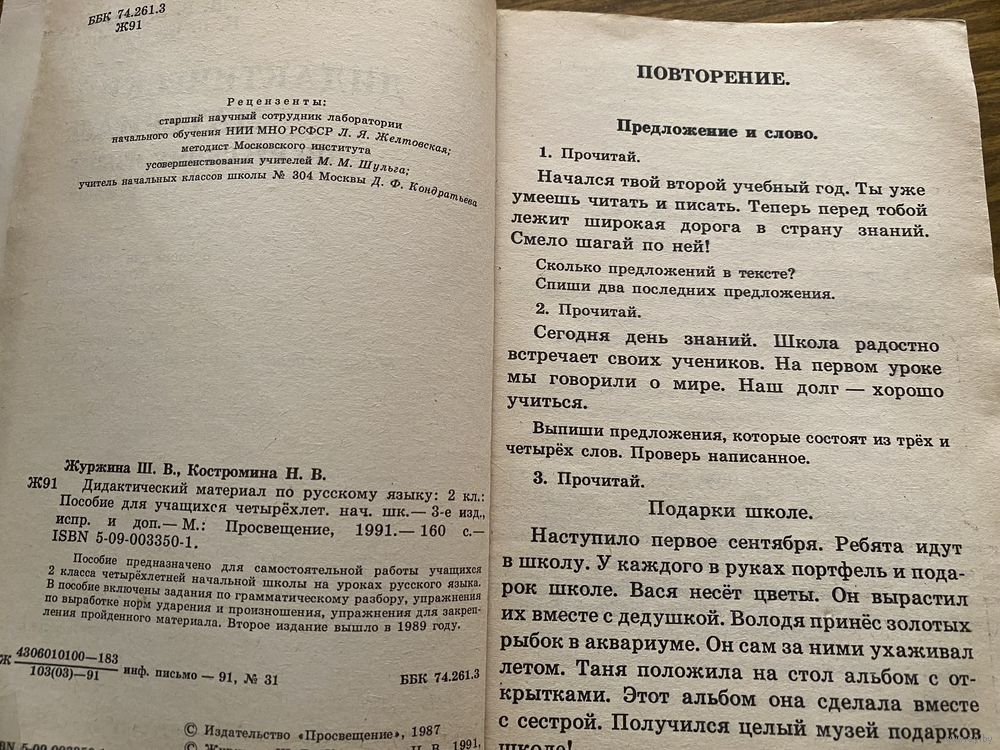 ББК 74.261.3
Ж91
Рецензенты:
старший научный сотрудник лаборатории
начального обучения НИИ МНО РСФСР Л. Я. Желтовская;
методист Московского института
усовершенствования учителей М. М. Шульга;
учитель начальных классов школы № 304 Москвы Д. Ф. Кондратьева
Журжина Ш. В., Костромина Н. В.
Ж91 Дидактический материал по русскому языку: 2 кл.:
Пособие для учащихся четырёхлет. нач. шк.— 3-е изд.,
испр. и доп.— М.: Просвещение, 1991.— 160 с.—
ISBN 5-09-003350-1.
Пособие предназначено для самостоятельной работы учащихся
2 класса четырёхлетней начальной школы на уроках русского языка.
В пособие включены задания по грамматическому разбору, упражнения
по выработке норм ударения и произношения, упражнения для закреп-
ления пройденного материала. Второе издание вышло в 1989 году.
Ж 4306010100—183
103(03)—91
инф. письмо — 91, № 31
ББК 74.261.3
© Издательство «Просвещение», 1987
©
1991,
ПОВТОРЕНИЕ.
Предложение и слово.
1. Прочитай.
Начался твой второй учебный год. Ты уже
умеешь читать и писать. Теперь перед тобой
лежит широкая дорога в страну знаний.
Смело шагай по ней!
Сколько предложений в тексте?
Спиши два последних предложения.
2. Прочитай.
Сегодня день знаний. Школа радостно
встречает своих учеников. На первом уроке
мы говорили о мире. Наш долг — хорошо
учиться.
Выпиши предложения, которые состоят из трёх и
четырёх слов. Проверь написанное.
3. Прочитай.
Подарки школе.
Наступило первое сентября. Ребята идут
в школу. У каждого в руках портфель и пода-
рок школе. Вася несёт цветы. Он вырастил
их вместе с дедушкой. Володя принёс золотых
рыбок в аквариуме. Он сам за ними ухаживал
летом. Таня положила на стол альбом с от-
крытками. Этот альбом она сделала вместе
с сестрой. Получился целый музей подарков
школе!